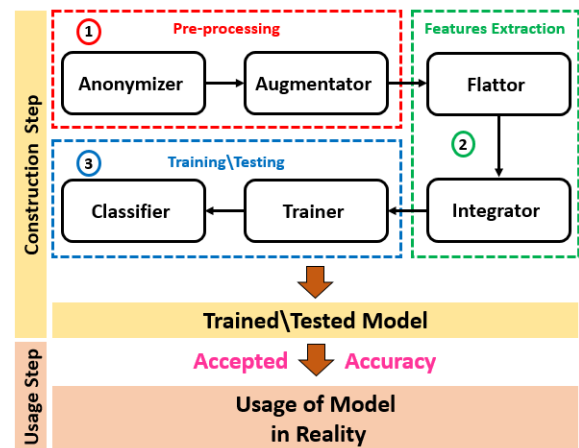 1
Pre-processing
Features Extraction
Anonymizer
Augmentator
Flattor
2
3
Training\Testing
Classifier
Trainer
Integrator
Construction Step
Trained\Tested Model
Accepted Accuracy
Usage Step
Usage of Model
in Reality